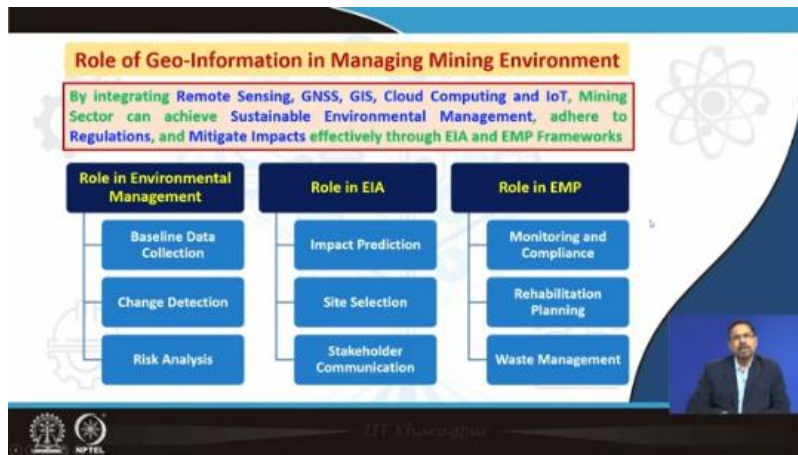 Role of Geo-Information in Managing Mining Environment
By integrating Remote Sensing, GNSS, GIS, Cloud Computing and IoT, Mining
Sector can achieve Sustainable Environmental Management, adhere to
Regulations, and Mitigate Impacts effectively through EIA and EMP Frameworks
Role in Environmental
Management
Baseline Data
Collection
Change Detection
Risk Analysis
Role in EIA
Impact Prediction
Site Selection
Stakeholder
Communication
Role in EMP
Monitoring and
Compliance
Rehabilitation
Planning
Waste Management
NPTEL
IIT Kharagpur